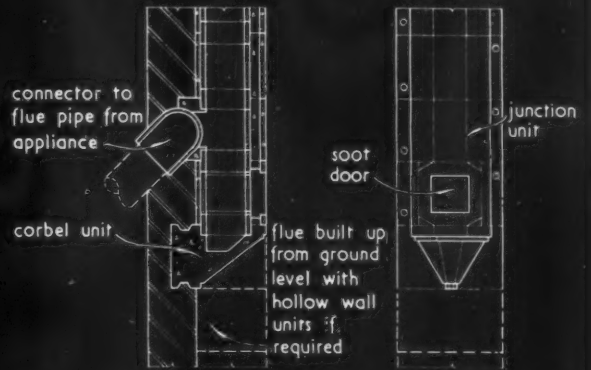 connector to
flue pipe from
appliance
corbel unit
flue built up
from ground
level with
hollow wall
units if
required
soot
door
junction
unit